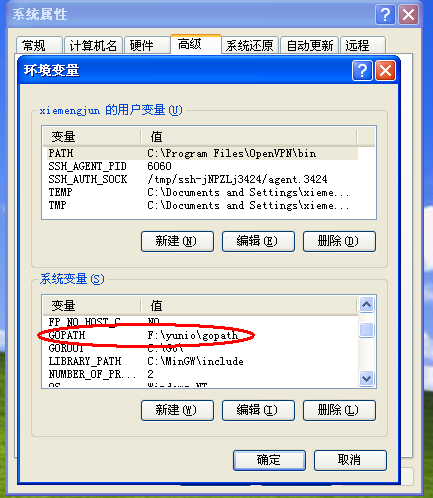 系统属性
常规 计算机名 硬件 高级 系统还原 自动更新 远程
环境变量
xiemengjun 的用户变量(U)
变量 值
PATH C:\Program Files\OpenVPN\bin
SSH_AGENT_PID 6060
SSH_AUTH_SOCK /tmp/ssh-jNPZLj3424/agent.3424
TEMP C:\Documents and Settings\xieme...
TMP C:\Documents and Settings\xieme...
新建(N) 编辑(E) 删除(D)
系统变量(S)
变量 值
FP_NO_HOST_C... NO
GOPATH F:\yunio\gopath
GOROOT C:\Go\
LIBRARY_PATH C:\MinGW\include
NUMBER_OF_PR... 2
OS Windows_NT
新建(W) 编辑(I) 删除(L)
确定 取消